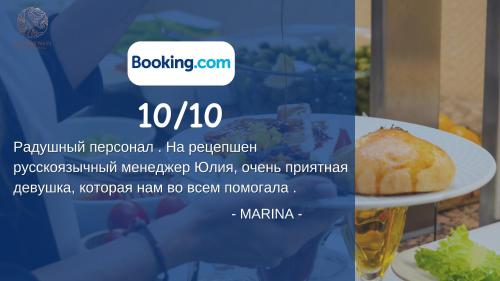 Booking.com
10/10
Радушный персонал . На рецепшен
русскоязычный менеджер Юлия, очень приятная
девушка, которая нам во всем помогала .
- MARINA -